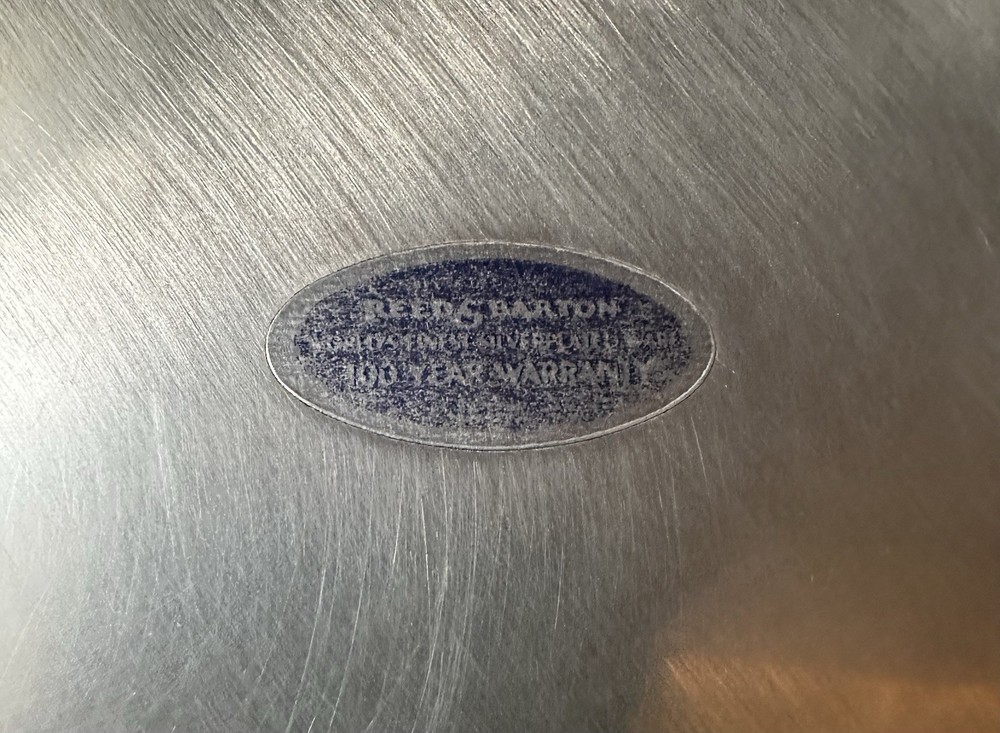 REED & BARTON
WORLD'S FINEST SILVERPLATED WARE
100 YEAR WARRANTY